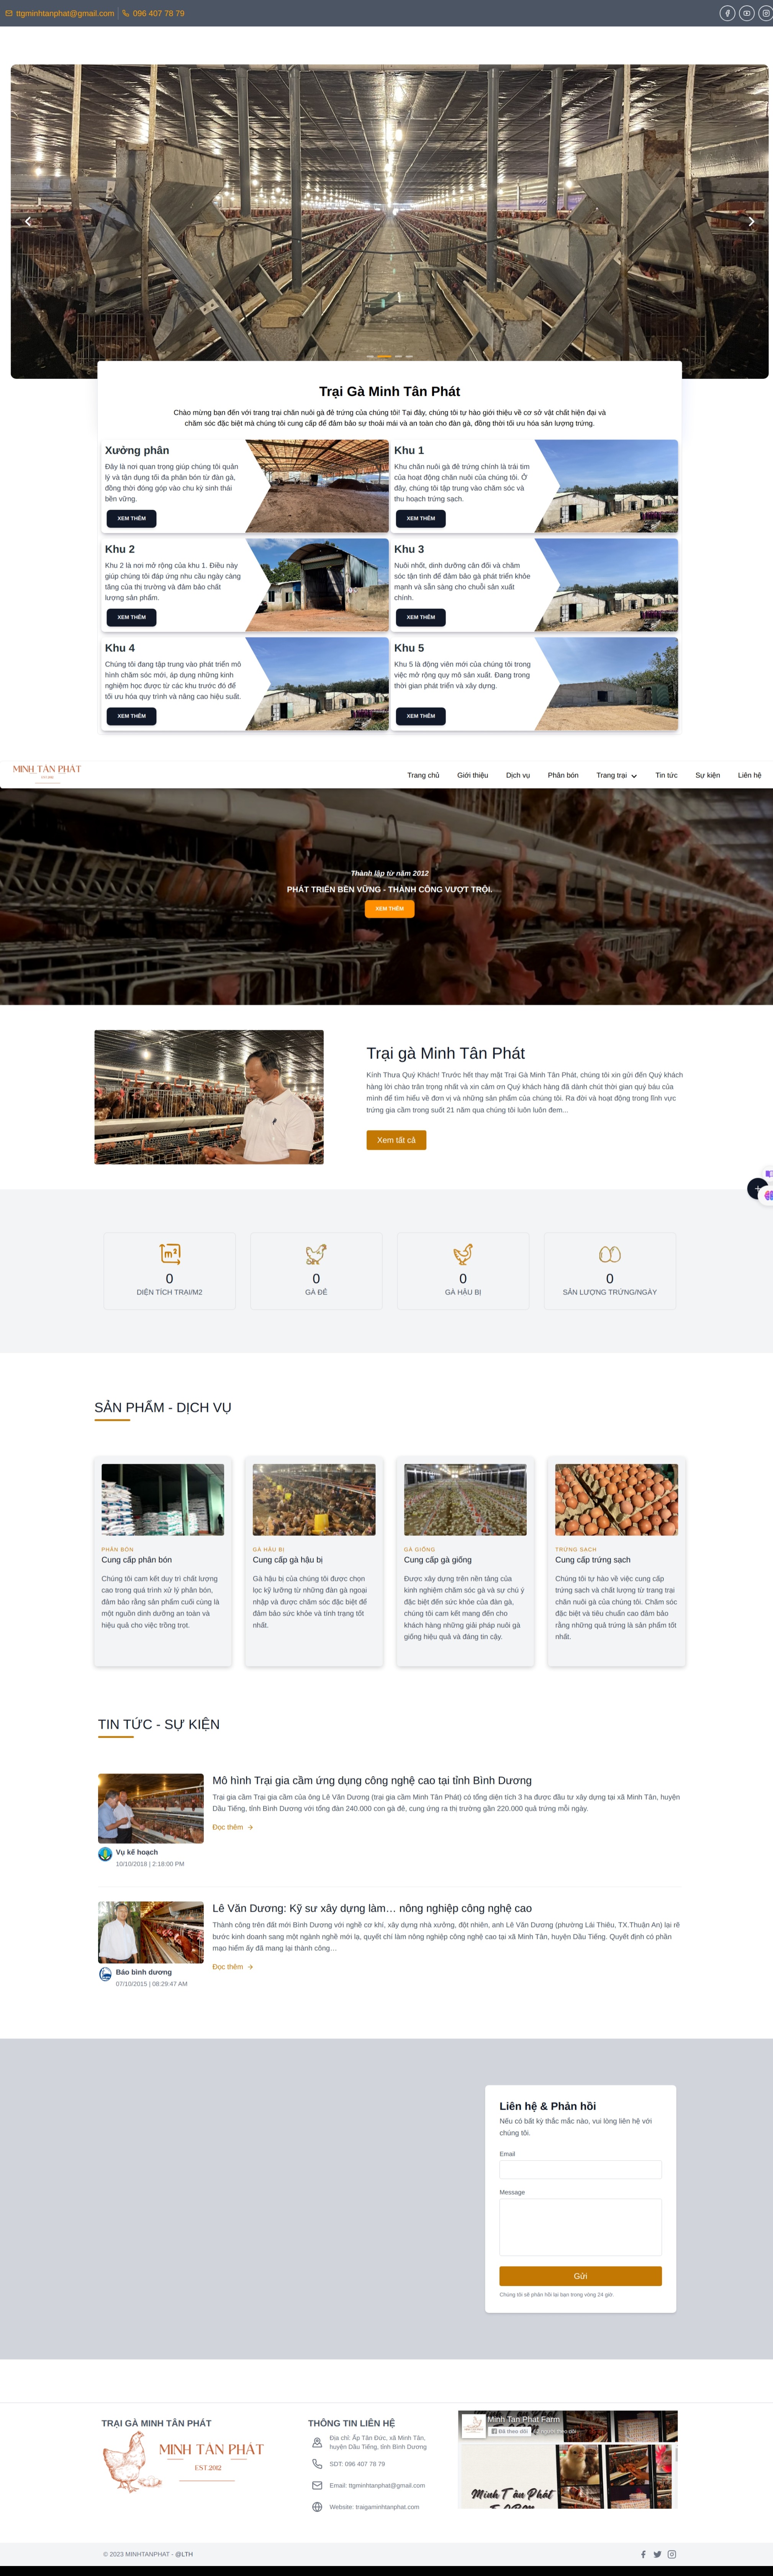 ttgminhtanphat@gmail.com
096 407 78 79
Trại Gà Minh Tân Phát
Chào mừng bạn đến với trang trại chăn nuôi gà đẻ trứng của chúng tôi! Tại đây, chúng tôi tự hào giới thiệu về cơ sở vật chất hiện đại và
chăm sóc đặc biệt mà chúng tôi cung cấp để đảm bảo sự thoải mái và an toàn cho đàn gà, đồng thời tối ưu hóa sản lượng trứng.
Xưởng phân
Đây là nơi quan trọng giúp chúng tôi quản
lý và tận dụng tối đa phân bón từ đàn gà,
đồng thời đóng góp vào chu kỳ sinh thái
bền vững.
XEM THÊM
Khu 1
Khu chăn nuôi gà đẻ trứng chính là trái tim
của hoạt động chăn nuôi của chúng tôi. Ở
đây, chúng tôi tập trung vào chăm sóc và
thu hoạch trứng sạch.
XEM THÊM
Khu 2
Khu 2 là nơi mở rộng của khu 1. Điều này
giúp chúng tôi đáp ứng nhu cầu ngày càng
tăng của thị trường và đảm bảo chất
lượng sản phẩm.
XEM THÊM
Khu 3
Nuôi nhốt, dinh dưỡng cân đối và chăm
sóc tận tình để đảm bảo gà phát triển khỏe
mạnh và sẵn sàng cho chuỗi sản xuất
chính.
XEM THÊM
Khu 4
Chúng tôi đang tập trung vào phát triển mô
hình chăm sóc mới, áp dụng những kinh
nghiệm học được từ các khu trước đó để
tối ưu hóa quy trình và nâng cao hiệu suất.
XEM THÊM
Khu 5
Khu 5 là động viên mới của chúng tôi trong
việc mở rộng quy mô sản xuất. Đang trong
thời gian phát triển và xây dựng.
XEM THÊM
MINH TÂN PHÁT
Trang chủ
Giới thiệu
Dịch vụ
Phân bón
Trang trại
Tin tức
Sự kiện
Liên hệ
Thành lập từ năm 2012
PHÁT TRIỂN BỀN VỮNG - THÀNH CÔNG VƯỢT TRỘI.
XEM THÊM
Trại gà Minh Tân Phát
Kính Thưa Quý Khách! Trước hết thay mặt Trại Gà Minh Tân Phát, chúng tôi xin gửi đến Quý khách
hàng lời chào trân trọng nhất và xin cảm ơn Quý khách hàng đã dành chút thời gian quý báu của
mình để tìm hiểu về đơn vị và những sản phẩm của chúng tôi. Ra đời và hoạt động trong lĩnh vực
trứng gia cầm trong suốt 21 năm qua chúng tôi luôn luôn đem...
Xem tất cả
0
DIỆN TÍCH TRẠI/M2
0
GÀ ĐẺ
0
GÀ HẬU BỊ
0
SẢN LƯỢNG TRỨNG/NGÀY
SẢN PHẨM - DỊCH VỤ
PHÂN BÓN
Cung cấp phân bón
Chúng tôi cam kết duy trì chất lượng
cao trong quá trình xử lý phân bón,
đảm bảo rằng sản phẩm cuối cùng là
một nguồn dinh dưỡng an toàn và
hiệu quả cho việc trồng trọt.
GÀ HẬU BỊ
Cung cấp gà hậu bị
Gà hậu bị của chúng tôi được chọn
lọc kỹ lưỡng từ những đàn gà ngoại
nhập và được chăm sóc đặc biệt để
đảm bảo sức khỏe và tình trạng tốt
nhất.
GÀ GIỐNG
Cung cấp gà giống
Được xây dựng trên nền tảng của
kinh nghiệm chăm sóc gà và sự chú ý
đặc biệt đến sức khỏe của đàn gà,
chúng tôi cam kết mang đến cho
khách hàng những giải pháp nuôi gà
giống hiệu quả và đáng tin cậy.
TRỨNG SẠCH
Cung cấp trứng sạch
Chúng tôi tự hào về việc cung cấp
trứng sạch và chất lượng từ trang trại
chăn nuôi gà của chúng tôi. Chăm sóc
đặc biệt và tiêu chuẩn cao đảm bảo
rằng những quả trứng là sản phẩm tốt
nhất.
TIN TỨC - SỰ KIỆN
Mô hình Trại gia cầm ứng dụng công nghệ cao tại tỉnh Bình Dương
Trại gia cầm Trại gia cầm của ông Lê Văn Dương (trại gia cầm Minh Tân Phát) có tổng diện tích 3 ha được đầu tư xây dựng tại xã Minh Tân, huyện
Dầu Tiếng, tỉnh Bình Dương với tổng đàn 240.000 con gà đẻ, cung ứng ra thị trường gần 220.000 quả trứng mỗi ngày.
Đọc thêm
Vụ kế hoạch
10/10/2018 | 2:18:00 PM
Lê Văn Dương: Kỹ sư xây dựng làm… nông nghiệp công nghệ cao
Thành công trên đất mới Bình Dương với nghề cơ khí, xây dựng nhà xưởng, đột nhiên, anh Lê Văn Dương (phường Lái Thiêu, TX.Thuận An) lại rẽ
bước kinh doanh sang một ngành nghề mới lạ, quyết chí làm nông nghiệp công nghệ cao tại xã Minh Tân, huyện Dầu Tiếng. Quyết định có phần
mạo hiểm ấy đã mang lại thành công…
Đọc thêm
Báo bình dương
07/10/2015 | 08:29:47 AM
Liên hệ & Phản hồi
Nếu có bất kỳ thắc mắc nào, vui lòng liên hệ với
chúng tôi.
Email
Message
Gửi
Chúng tôi sẽ phản hồi lại bạn trong vòng 24 giờ.
TRẠI GÀ MINH TÂN PHÁT
MINH TÂN PHÁT
EST 2012
THÔNG TIN LIÊN HỆ
Địa chỉ: Ấp Tân Đức, xã Minh Tân,
huyện Dầu Tiếng, tỉnh Bình Dương
SDT: 096 407 78 79
Email: ttgminhtanphat@gmail.com
Website: traigaminhtanphat.com
Minh Tan Phat Farm
Đã theo dõi
người theo dõi
Minh Tân Phát
© 2023 MINHTANPHAT - @LTH